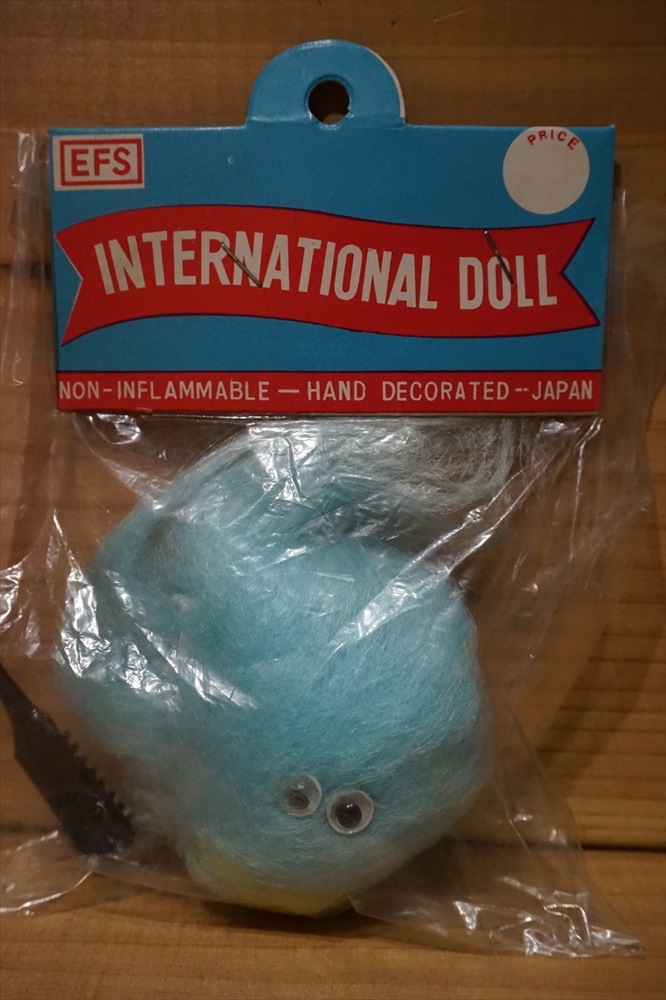 EFS
PRICE
INTERNATIONAL DOLL
NON-INFLAMMABLE — HAND DECORATED -- JAPAN